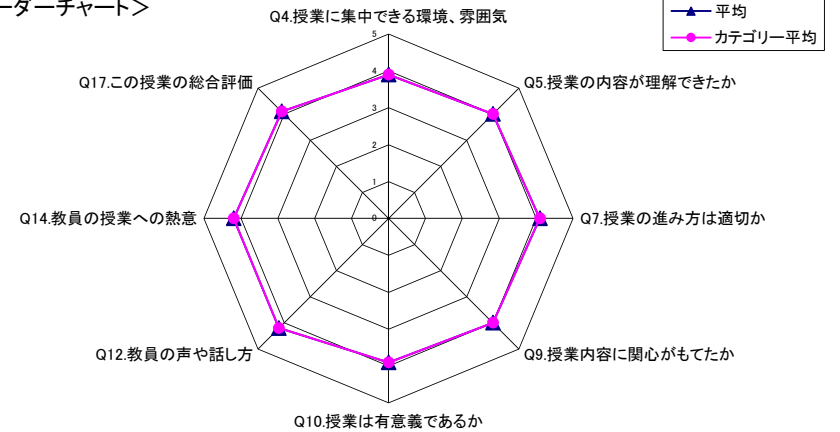 ーダーチャート＞
平均
カテゴリー平均
Q4.授業に集中できる環境、雰囲気
Q17.この授業の総合評価
Q5.授業の内容が理解できたか
Q14.教員の授業への熱意
Q7.授業の進み方は適切か
Q12.教員の声や話し方
Q9.授業内容に関心がもてたか
Q10.授業は有意義であるか
5
4
3
2
1
0